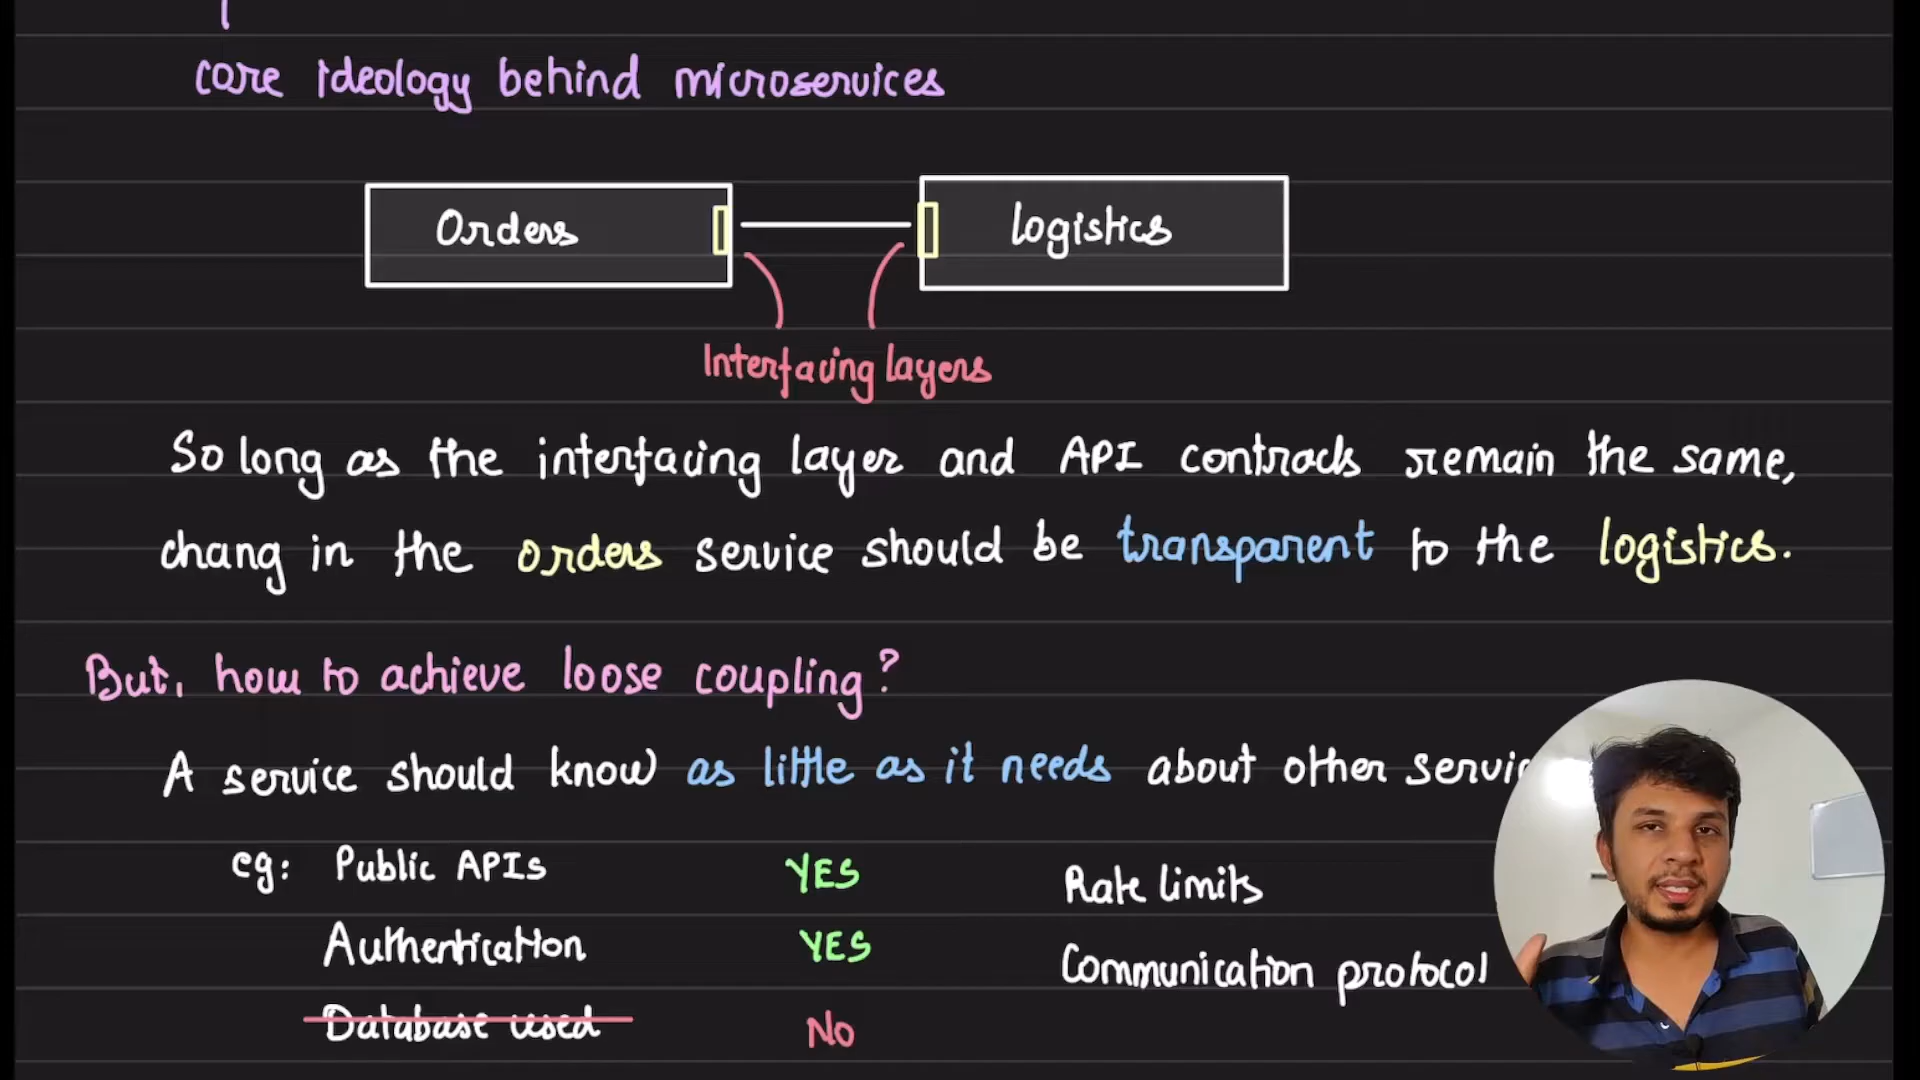 core ideology behind microservices
Orders
logistics
Interfacing layers
So long as the interfacing layer and API contracts remain the same,
chang in the orders service should be transparent to the logistics.
But, how to achieve loose coupling?
A service should know as little as it needs about other
eg: Public APIs YES Rate limits
Authentication YES Communication protocol
Database used NO